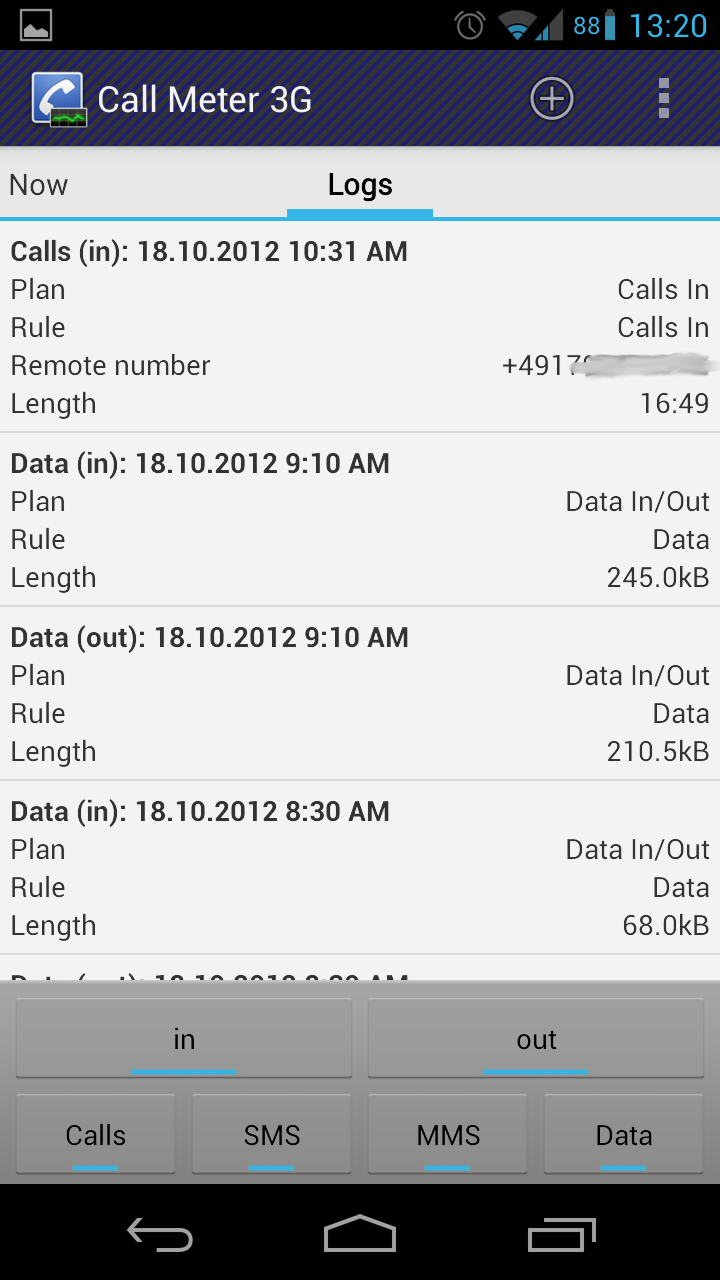 88 13:20
Call Meter 3G
Now Logs
Calls (in): 18.10.2012 10:31 AM
Plan Calls In
Rule Calls In
Remote number +4917
Length 16:49
Data (in): 18.10.2012 9:10 AM
Plan Data In/Out
Rule Data
Length 245.0kB
Data (out): 18.10.2012 9:10 AM
Plan Data In/Out
Rule Data
Length 210.5kB
Data (in): 18.10.2012 8:30 AM
Plan Data In/Out
Rule Data
Length 68.0kB
in out
Calls SMS MMS Data